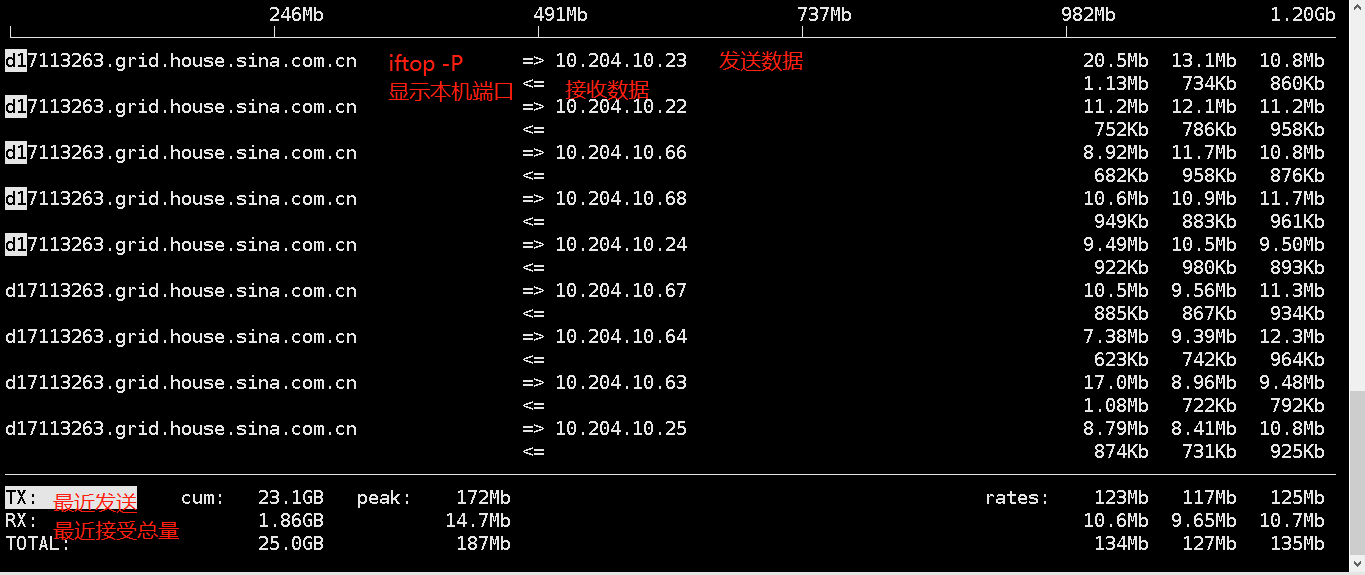 246Mb 491Mb 737Mb 982Mb 1.20Gb
d17113263.grid.house.sina.com.cn iftop -P => 10.204.10.23 发送数据 20.5Mb 13.1Mb 10.8Mb
显示本机端口 <= 接收数据 1.13Mb 734Kb 860Kb
d17113263.grid.house.sina.com.cn => 10.204.10.22 11.2Mb 12.1Mb 11.2Mb
<= 752Kb 786Kb 958Kb
d17113263.grid.house.sina.com.cn => 10.204.10.66 8.92Mb 11.7Mb 10.8Mb
<= 682Kb 958Kb 876Kb
d17113263.grid.house.sina.com.cn => 10.204.10.68 10.6Mb 10.9Mb 11.7Mb
<= 949Kb 883Kb 961Kb
d17113263.grid.house.sina.com.cn => 10.204.10.24 9.49Mb 10.5Mb 9.50Mb
<= 922Kb 980Kb 893Kb
d17113263.grid.house.sina.com.cn => 10.204.10.67 10.5Mb 9.56Mb 11.3Mb
<= 885Kb 867Kb 934Kb
d17113263.grid.house.sina.com.cn => 10.204.10.64 7.38Mb 9.39Mb 12.3Mb
<= 623Kb 742Kb 964Kb
d17113263.grid.house.sina.com.cn => 10.204.10.63 17.0Mb 8.96Mb 9.48Mb
<= 1.08Mb 722Kb 792Kb
d17113263.grid.house.sina.com.cn => 10.204.10.25 8.79Mb 8.41Mb 10.8Mb
<= 874Kb 731Kb 925Kb
TX: 最近发送 cum: 23.1GB peak: 172Mb rates: 123Mb 117Mb 125Mb
RX: 最近接受总量 1.86GB 14.7Mb 10.6Mb 9.65Mb 10.7Mb
TOTAL: 25.0GB 187Mb 134Mb 127Mb 135Mb